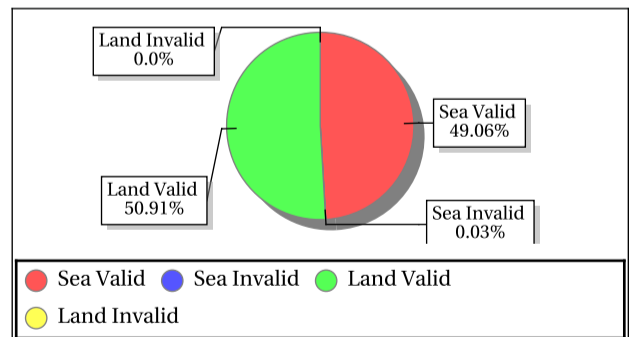 Land Invalid
0.0%
Sea Valid
49.06%
Land Valid
50.91%
Sea Invalid
0.03%
Sea Valid Sea Invalid Land Valid
Land Invalid